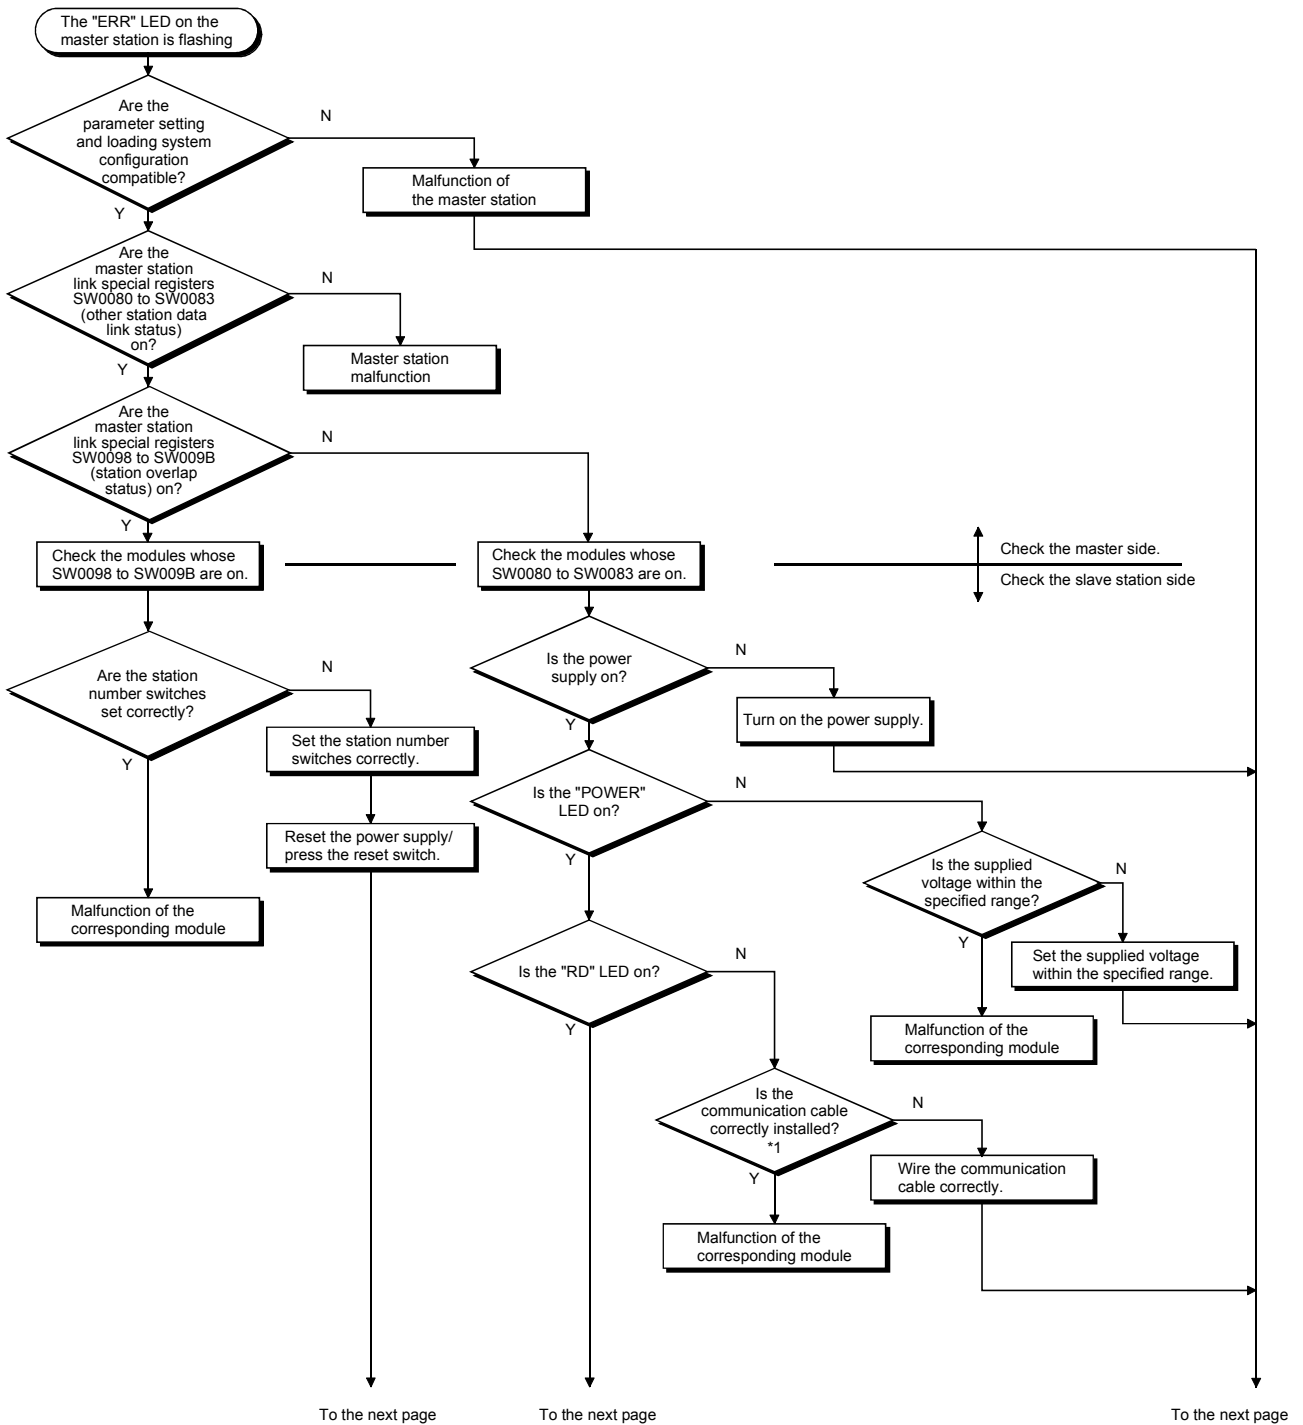 The "ERR" LED on the
master station is flashing
Are the
parameter setting
and loading system
configuration
compatible?
N
Y
Malfunction of
the master station
Are the
master station
link special registers
SW0080 to SW0083
(other station data
link status)
on?
N
Y
Master station
malfunction
Are the
master station
link special registers
SW0098 to SW009B
(station overlap
status) on?
N
Y
Check the modules whose
SW0098 to SW009B are on.
Check the modules whose
SW0080 to SW0083 are on.
Check the master side.
Check the slave station side
Are the station
number switches
set correctly?
N
Y
Set the station number
switches correctly.
Reset the power supply/
press the reset switch.
Malfunction of the
corresponding module
Is the power
supply on?
N
Y
Turn on the power supply.
Is the "POWER"
LED on?
N
Y
Is the supplied
voltage within the
specified range?
N
Y
Set the supplied voltage
within the specified range.
Malfunction of the
corresponding module
Is the "RD" LED on?
N
Y
Is the
communication cable
correctly installed?
*1
N
Y
Wire the communication
cable correctly.
Malfunction of the
corresponding module
To the next page
To the next page
To the next page